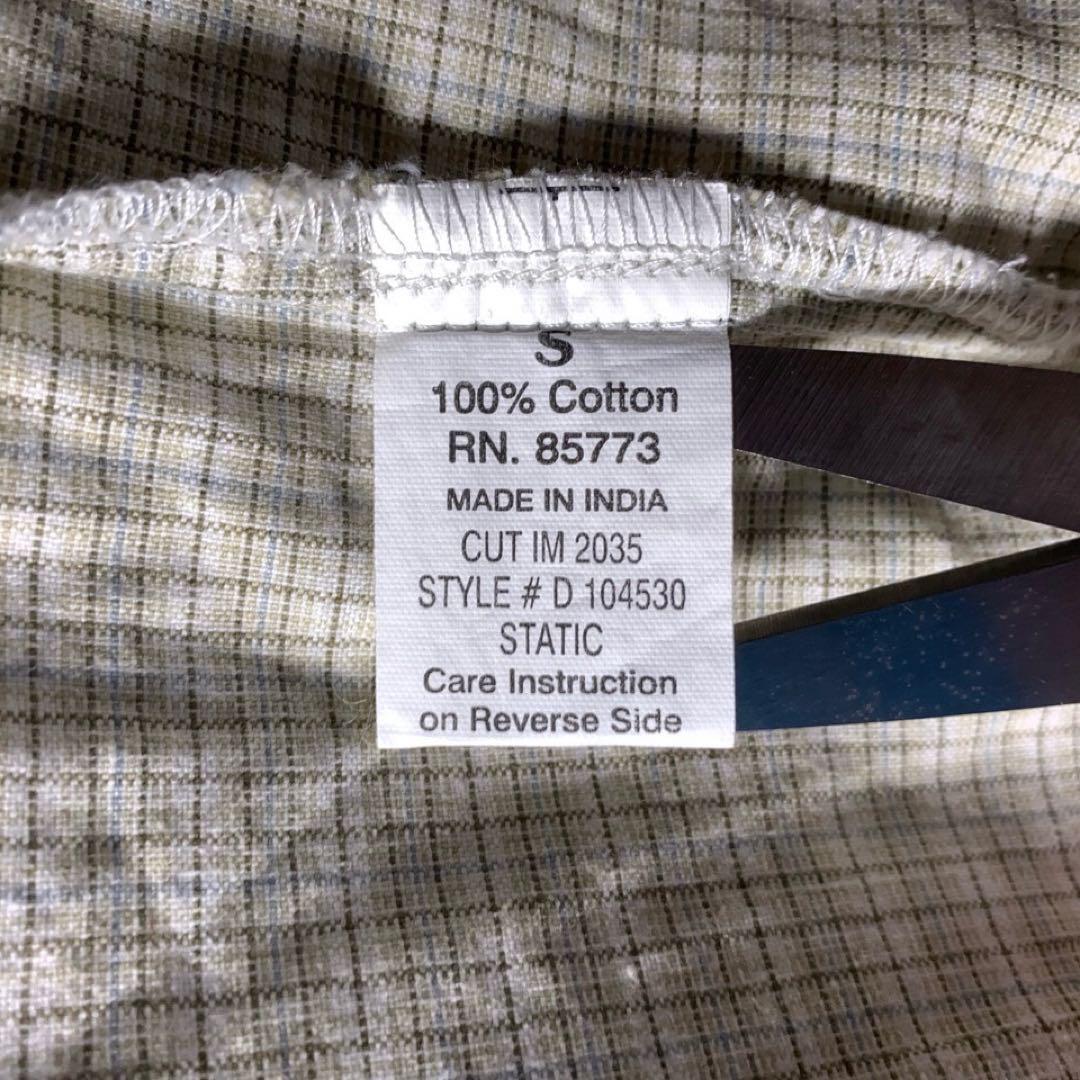 S
100% Cotton
RN. 85773
MADE IN INDIA
CUT IM 2035
STYLE # D 104530
STATIC
Care Instruction
on Reverse Side